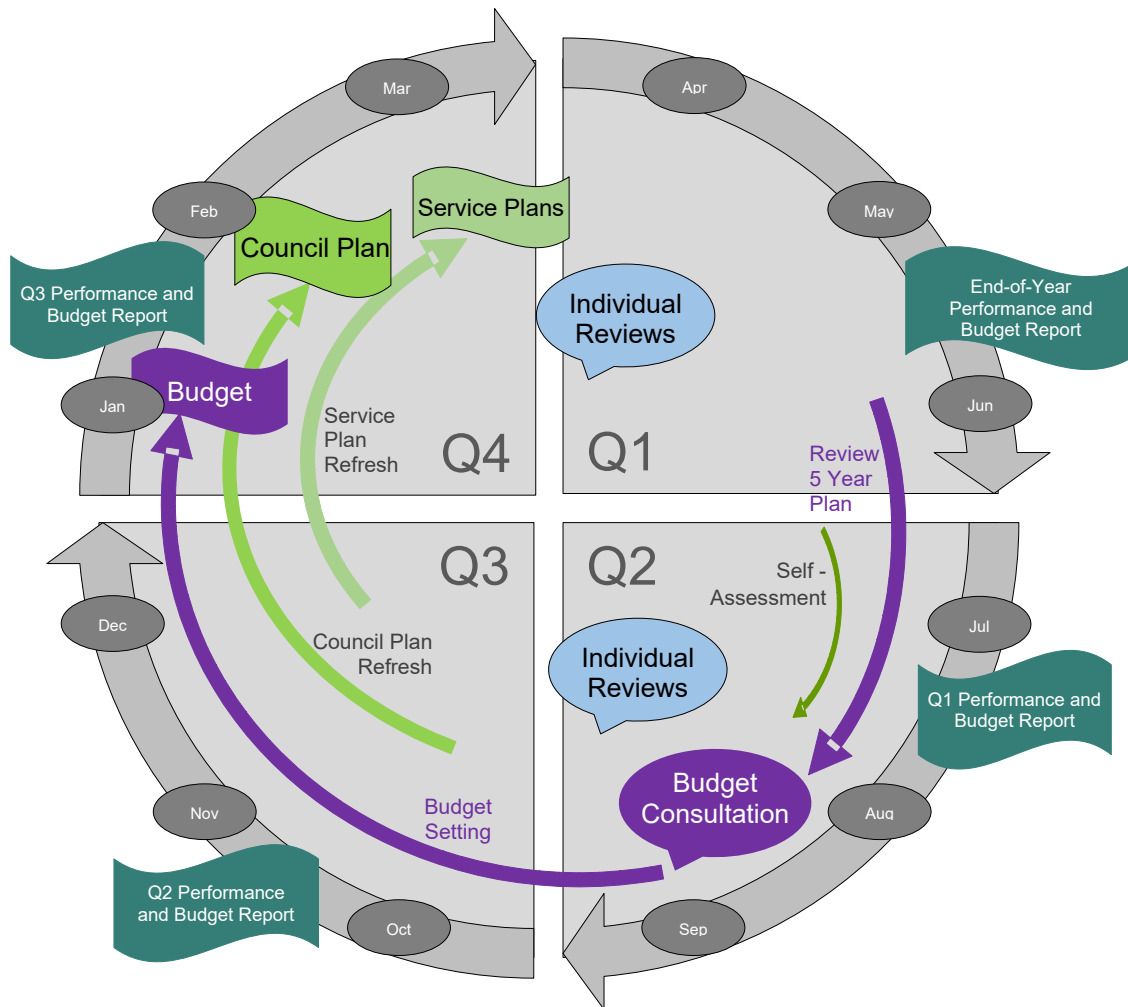 Mar
Apr
Feb
May
Service Plans
Council Plan
Q3 Performance and
Budget Report
End-of-Year
Performance and
Budget Report
Individual
Reviews
Budget
Jan
Jun
Service
Plan
Refresh
Q4
Q1
Review
5 Year
Plan
Q3
Q2
Self -
Assessment
Dec
Jul
Council Plan
Refresh
Individual
Reviews
Q1 Performance and
Budget Report
Budget
Consultation
Budget
Setting
Nov
Aug
Q2 Performance
and Budget Report
Oct
Sep